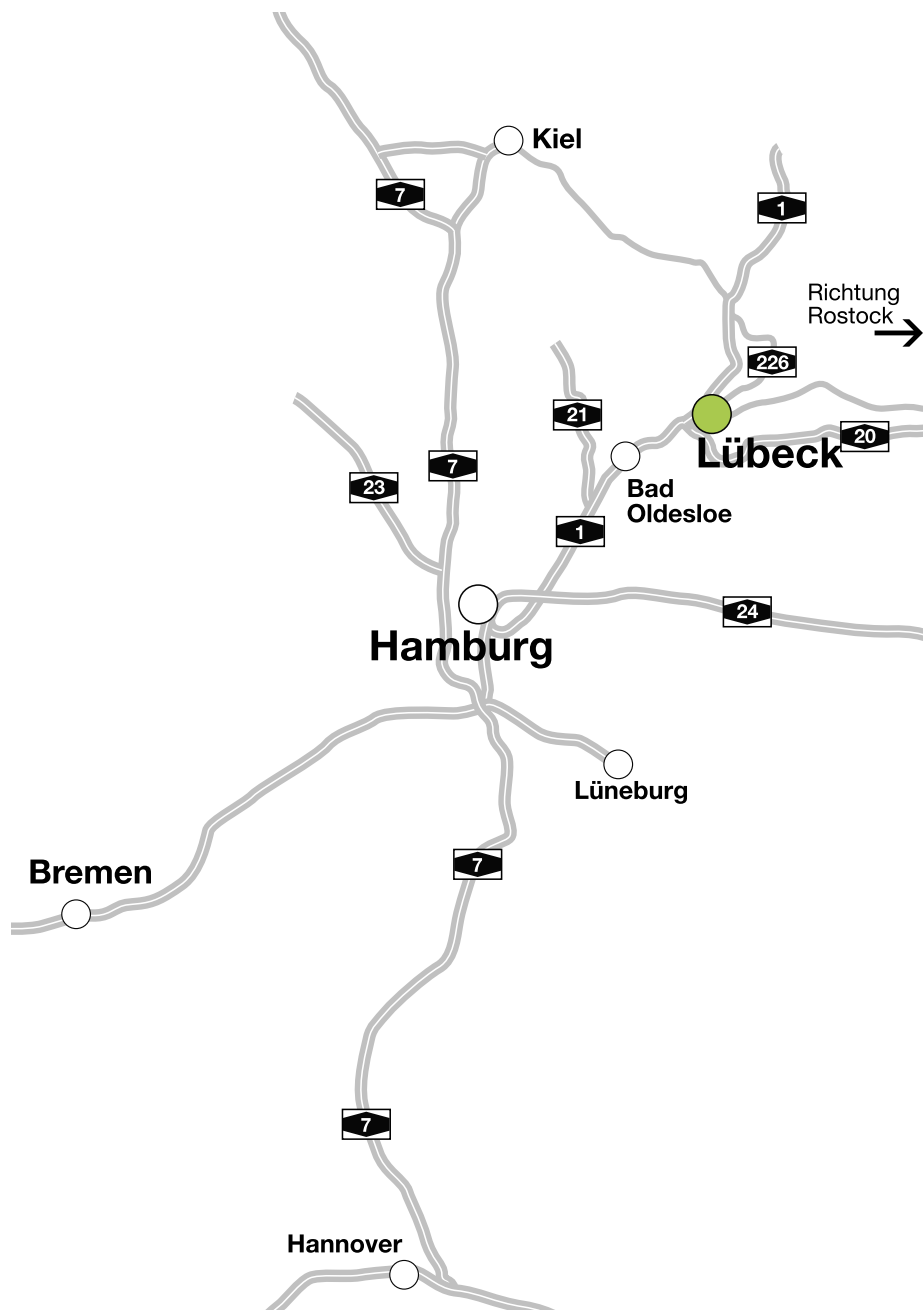 Kiel
7
1
Richtung
Rostock
226
21
20
Lübeck
7
23
Bad
Oldesloe
1
24
Hamburg
Lüneburg
7
Bremen
7
Hannover